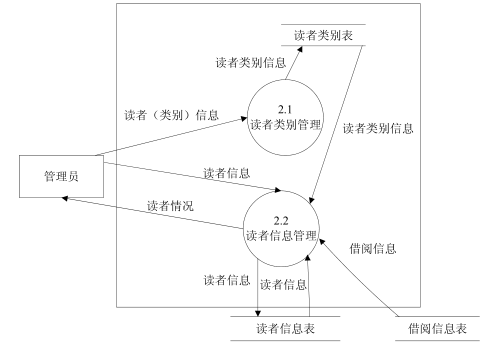 读者类别表
读者类别信息
2.1
读者类别管理
读者（类别）信息
读者类别信息
管理员
读者信息
读者情况
2.2
读者信息管理
借阅信息
读者信息
读者信息
读者信息表
借阅信息表